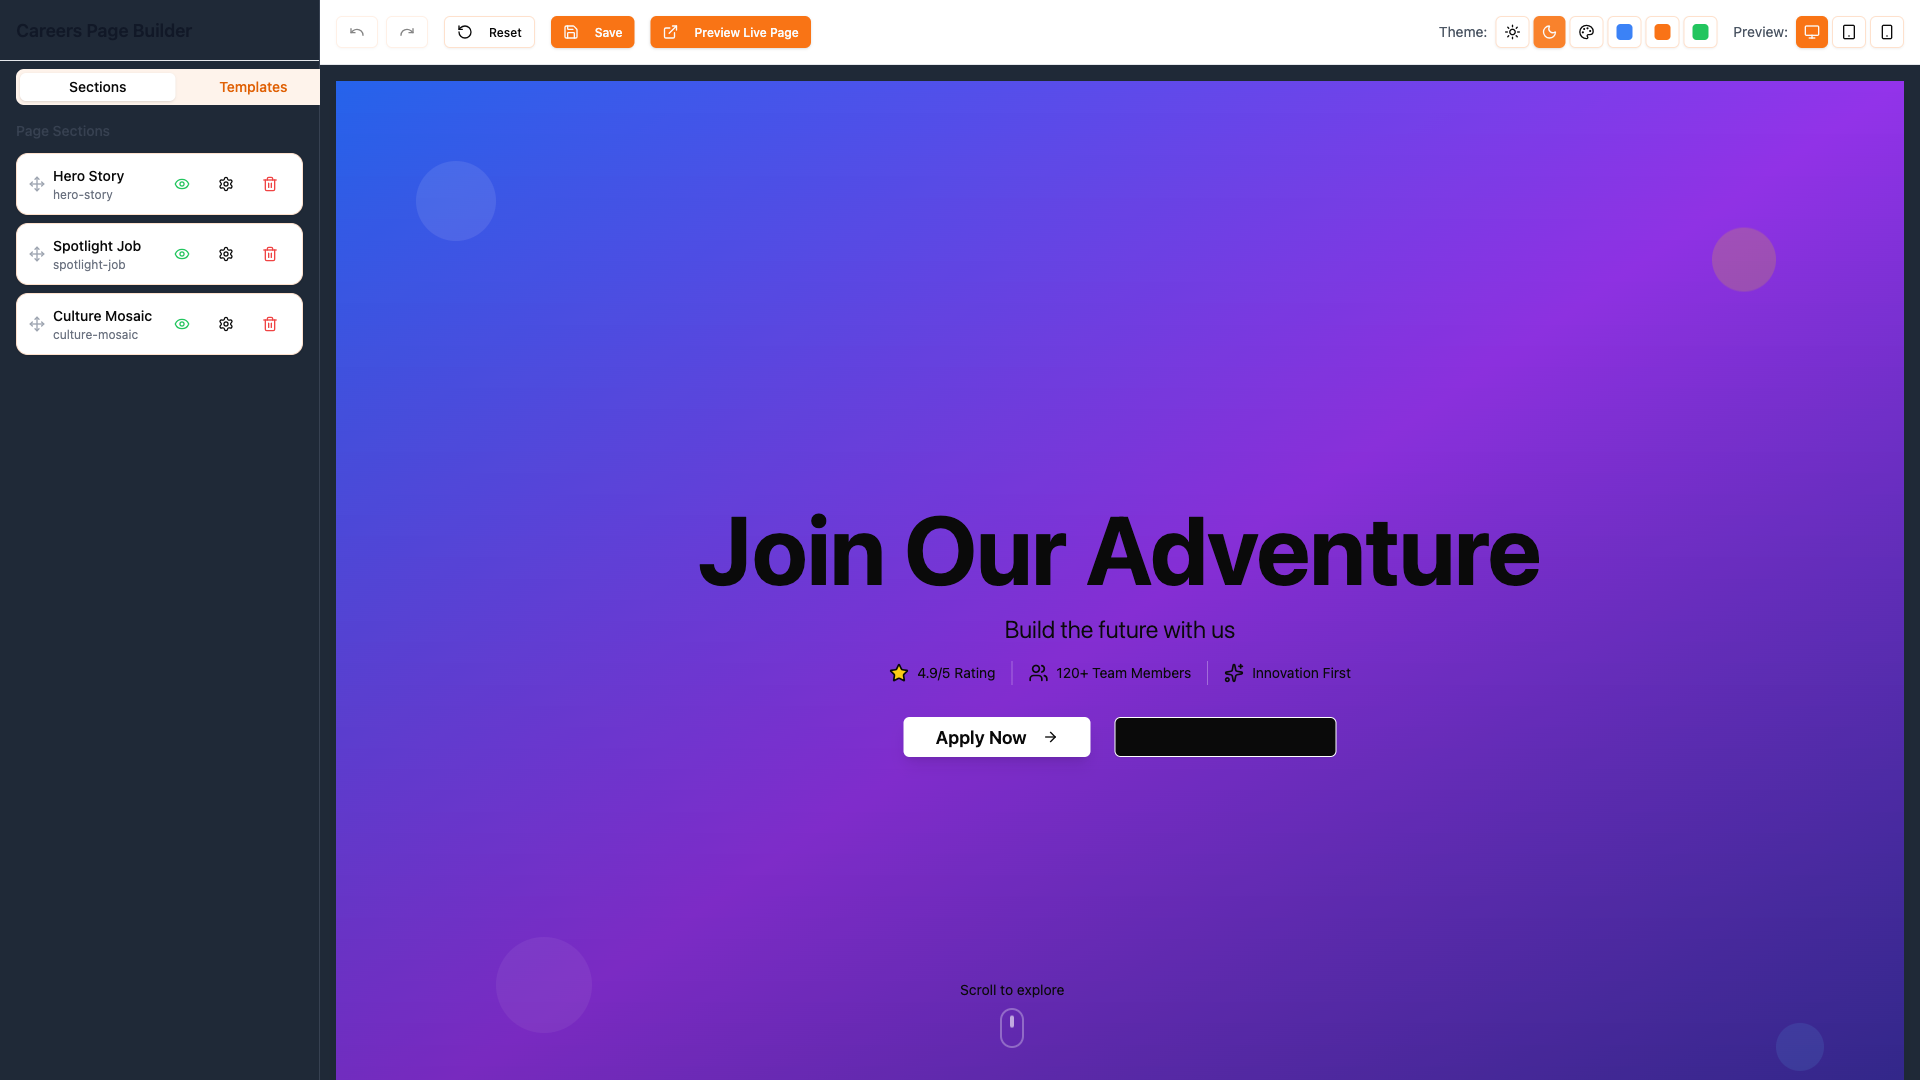 Careers Page Builder
Reset
Save
Preview Live Page
Theme:
Preview:
Sections
Templates
Page Sections
Hero Story
hero-story
Spotlight Job
spotlight-job
Culture Mosaic
culture-mosaic
Join Our Adventure
Build the future with us
4.9/5 Rating
120+ Team Members
Innovation First
Apply Now
Scroll to explore